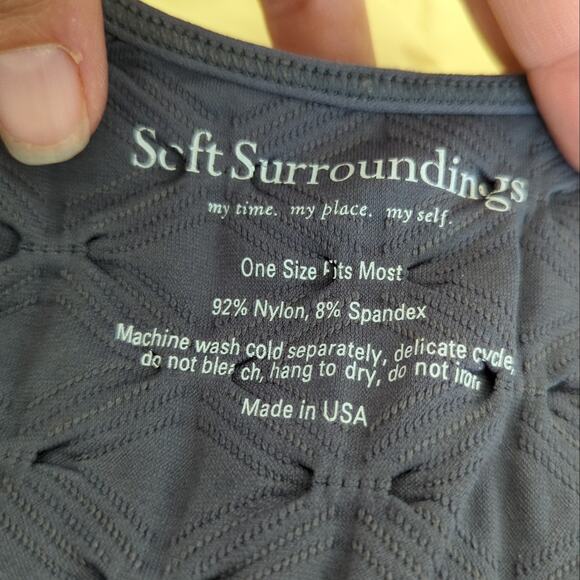 Soft Surroundings
my time. my place. my self.
One Size Fits Most
92% Nylon, 8% Spandex
Machine wash cold separately, delicate cycle,
do not bleach, hang to dry, do not iron
Made in USA